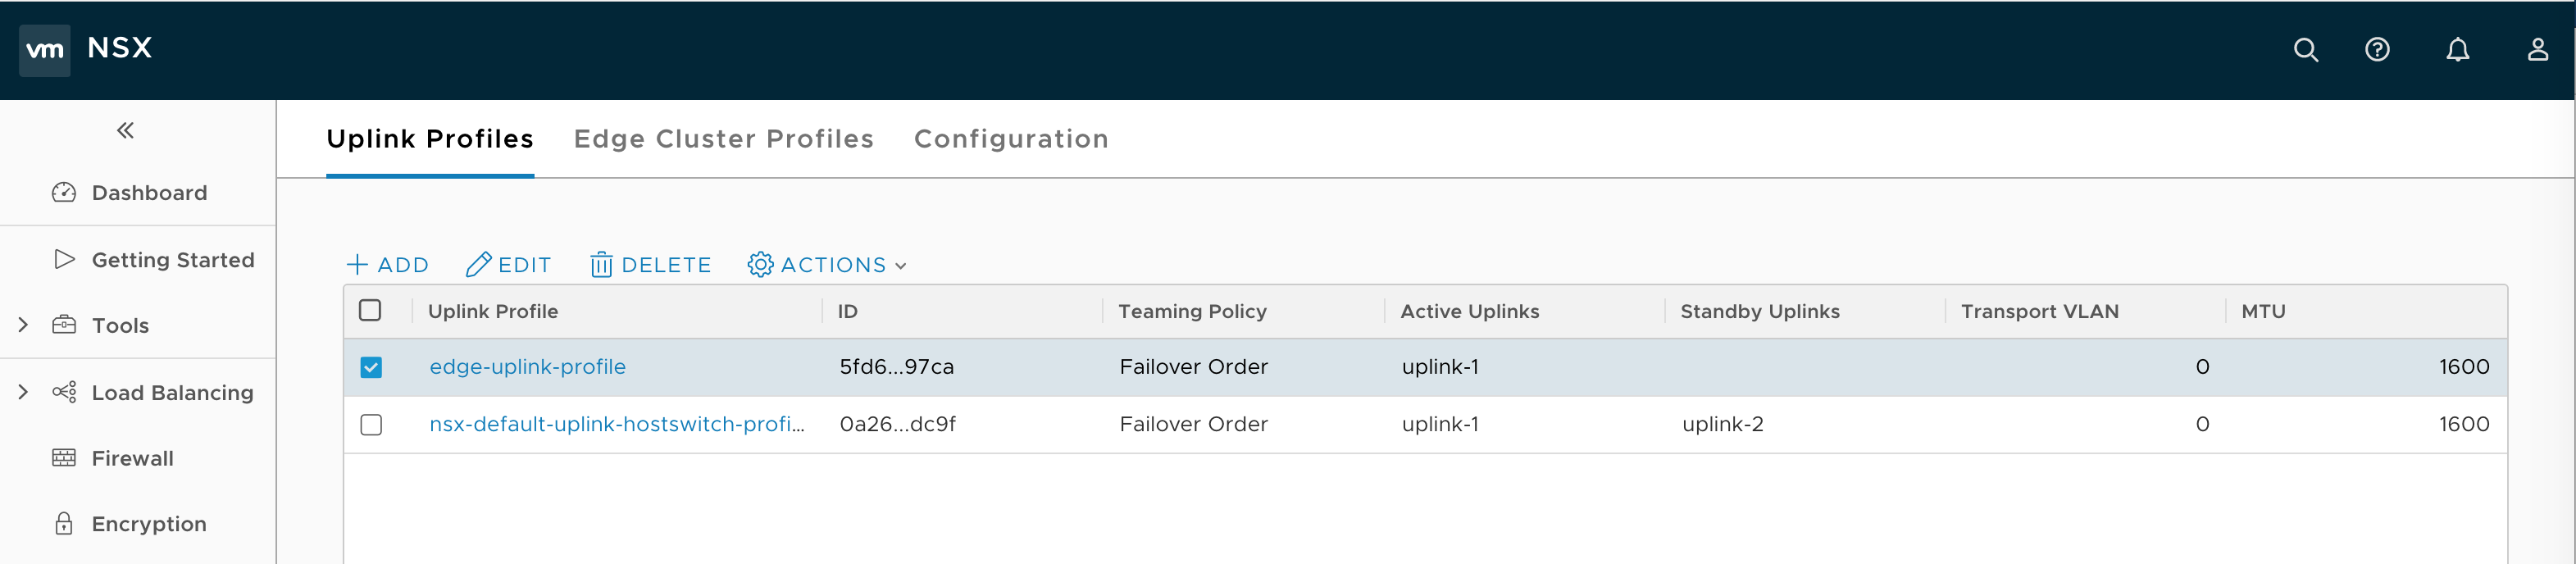 vm NSX
Uplink Profiles Edge Cluster Profiles Configuration
Dashboard
Getting Started
Tools
Load Balancing
Firewall
Encryption
ADD EDIT DELETE ACTIONS
Uplink Profile ID Teaming Policy Active Uplinks Standby Uplinks Transport VLAN MTU
edge-uplink-profile 5fd6...97ca Failover Order uplink-1 0 1600
nsx-default-uplink-hostswitch-profi... 0a26...dc9f Failover Order uplink-1 uplink-2 0 1600